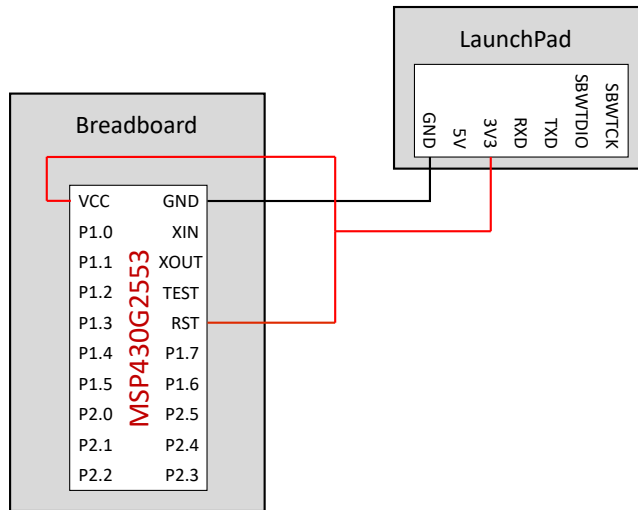 LaunchPad
GND
5V
3V3
RXD
TXD
SBWTDIO
SBWTCK
Breadboard
VCC GND
P1.0 XIN
P1.1 XOUT
P1.2 TEST
P1.3 RST
P1.4 P1.7
P1.5 P1.6
P2.0 P2.5
P2.1 P2.4
P2.2 P2.3
MSP430G2553